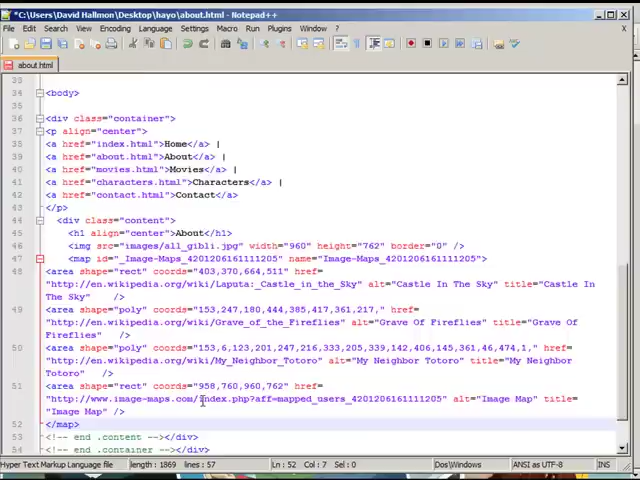 *C:\Users\David Hallmon\Desktop\hayo\about.html - Notepad++
File Edit Search View Encoding Language Settings Macro Run Plugins Window ?
about.html
33
34 <body>
36 <div class="container">
37 <p align="center">
38 <a href="index.html">Home</a> |
39 <a href="about.html">About</a> |
40 <a href="movies.html">Movies</a> |
41 <a href="characters.html">Characters</a> |
42 <a href="contact.html">Contact</a>
43 </p>
44 <div class="content">
45 <h1 align="center">About</h1>
46 <img src="images/all_gibli.jpg" width="960" height="762" border="0" />
47 <map id="_Image-Maps_4201206161111205" name="Image-Maps_4201206161111205">
48 <area shape="rect" coords="403,370,664,511" href=
"http://en.wikipedia.org/wiki/Laputa:_Castle_in_the_Sky" alt="Castle In The Sky" title="Castle In
The Sky" />
49 <area shape="poly" coords="153,247,180,444,385,417,361,217," href=
"http://en.wikipedia.org/wiki/Grave_of_the_Fireflies" alt="Grave Of Fireflies" title="Grave Of
Fireflies" />
50 <area shape="poly" coords="153,6,123,201,247,216,333,205,339,142,406,145,361,46,474,1," href=
"http://en.wikipedia.org/wiki/My_Neighbor_Totoro" alt="My Neighbor Totoro" title="My Neighbor
Totoro" />
51 <area shape="rect" coords="958,760,960,762" href=
"http://www.image-maps.com/index.php?aff=mapped_users_4201206161111205" alt="Image Map" title=
"Image Map" />
52 </map>
53 <!-- end .content --></div>
54 <!-- end .container --></div>
Hyper Text Markup Language file length : 1869 lines : 57 Ln : 52 Col : 7 Sel : 0 Dos\Windows ANSI as UTF-8 INS